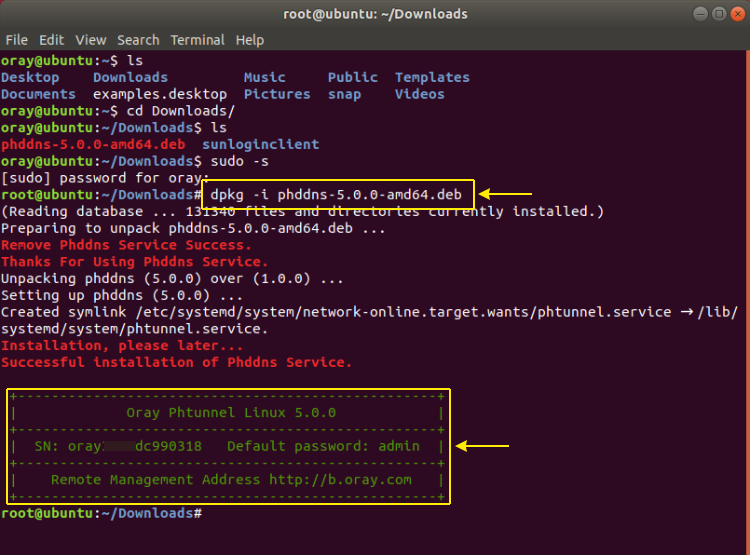 root@ubuntu: ~/Downloads
File Edit View Search Terminal Help
oray@ubuntu:~$ ls
Desktop Downloads Music Public Templates
Documents examples.desktop Pictures snap Videos
oray@ubuntu:~$ cd Downloads/
oray@ubuntu:~/Downloads$ ls
phddns-5.0.0-amd64.deb sunloginclient
oray@ubuntu:~/Downloads$ sudo -s
[sudo] password for oray:
root@ubuntu:~/Downloads# dpkg -i phddns-5.0.0-amd64.deb
(Reading database ... 131340 files and directories currently installed.)
Preparing to unpack phddns-5.0.0-amd64.deb ...
Remove Phddns Service Success.
Thanks For Using Phddns Service.
Unpacking phddns (5.0.0) over (1.0.0) ...
Setting up phddns (5.0.0) ...
Created symlink /etc/systemd/system/network-online.target.wants/phtunnel.service → /lib/
systemd/system/phtunnel.service.
Installation, please later...
Successful installation of Phddns Service.
+--------------------------------------------------+
| Oray Phtunnel Linux 5.0.0 |
+--------------------------------------------------+
| SN: oray dc990318 Default password: admin |
+--------------------------------------------------+
| Remote Management Address http://b.oray.com |
+--------------------------------------------------+
root@ubuntu:~/Downloads#